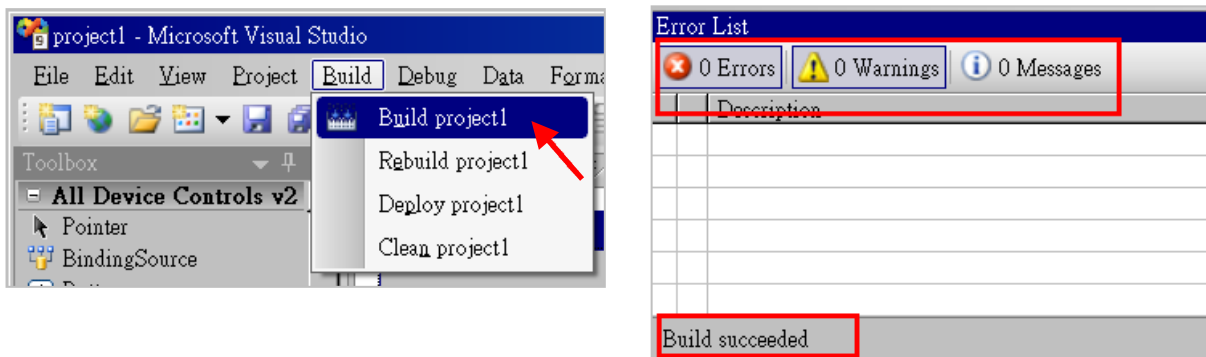 project1 - Microsoft Visual Studio
File Edit View Project Build Debug Data
Build project1
Rebuild project1
Deploy project1
Clean project1
Toolbox
All Device Controls v2
Pointer
BindingSource
Error List
0 Errors 0 Warnings 0 Messages
Description
Build succeeded